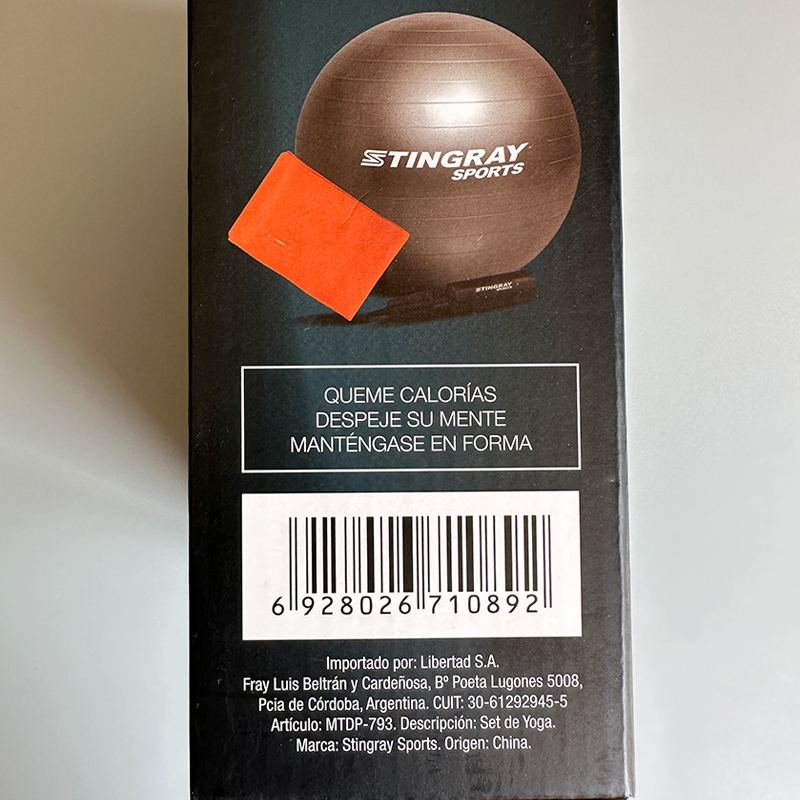 STINGRAY
SPORTS
STINGRAY
SPORTS
QUEME CALORÍAS
DESPEJE SU MENTE
MANTÉNGASE EN FORMA
6 928026 710892
Importado por: Libertad S.A.
Fray Luis Beltrán y Cardeñosa, Bº Poeta Lugones 5008,
Pcia de Córdoba, Argentina. CUIT: 30-61292945-5
Artículo: MTDP-793. Descripción: Set de Yoga.
Marca: Stingray Sports. Origen: China.